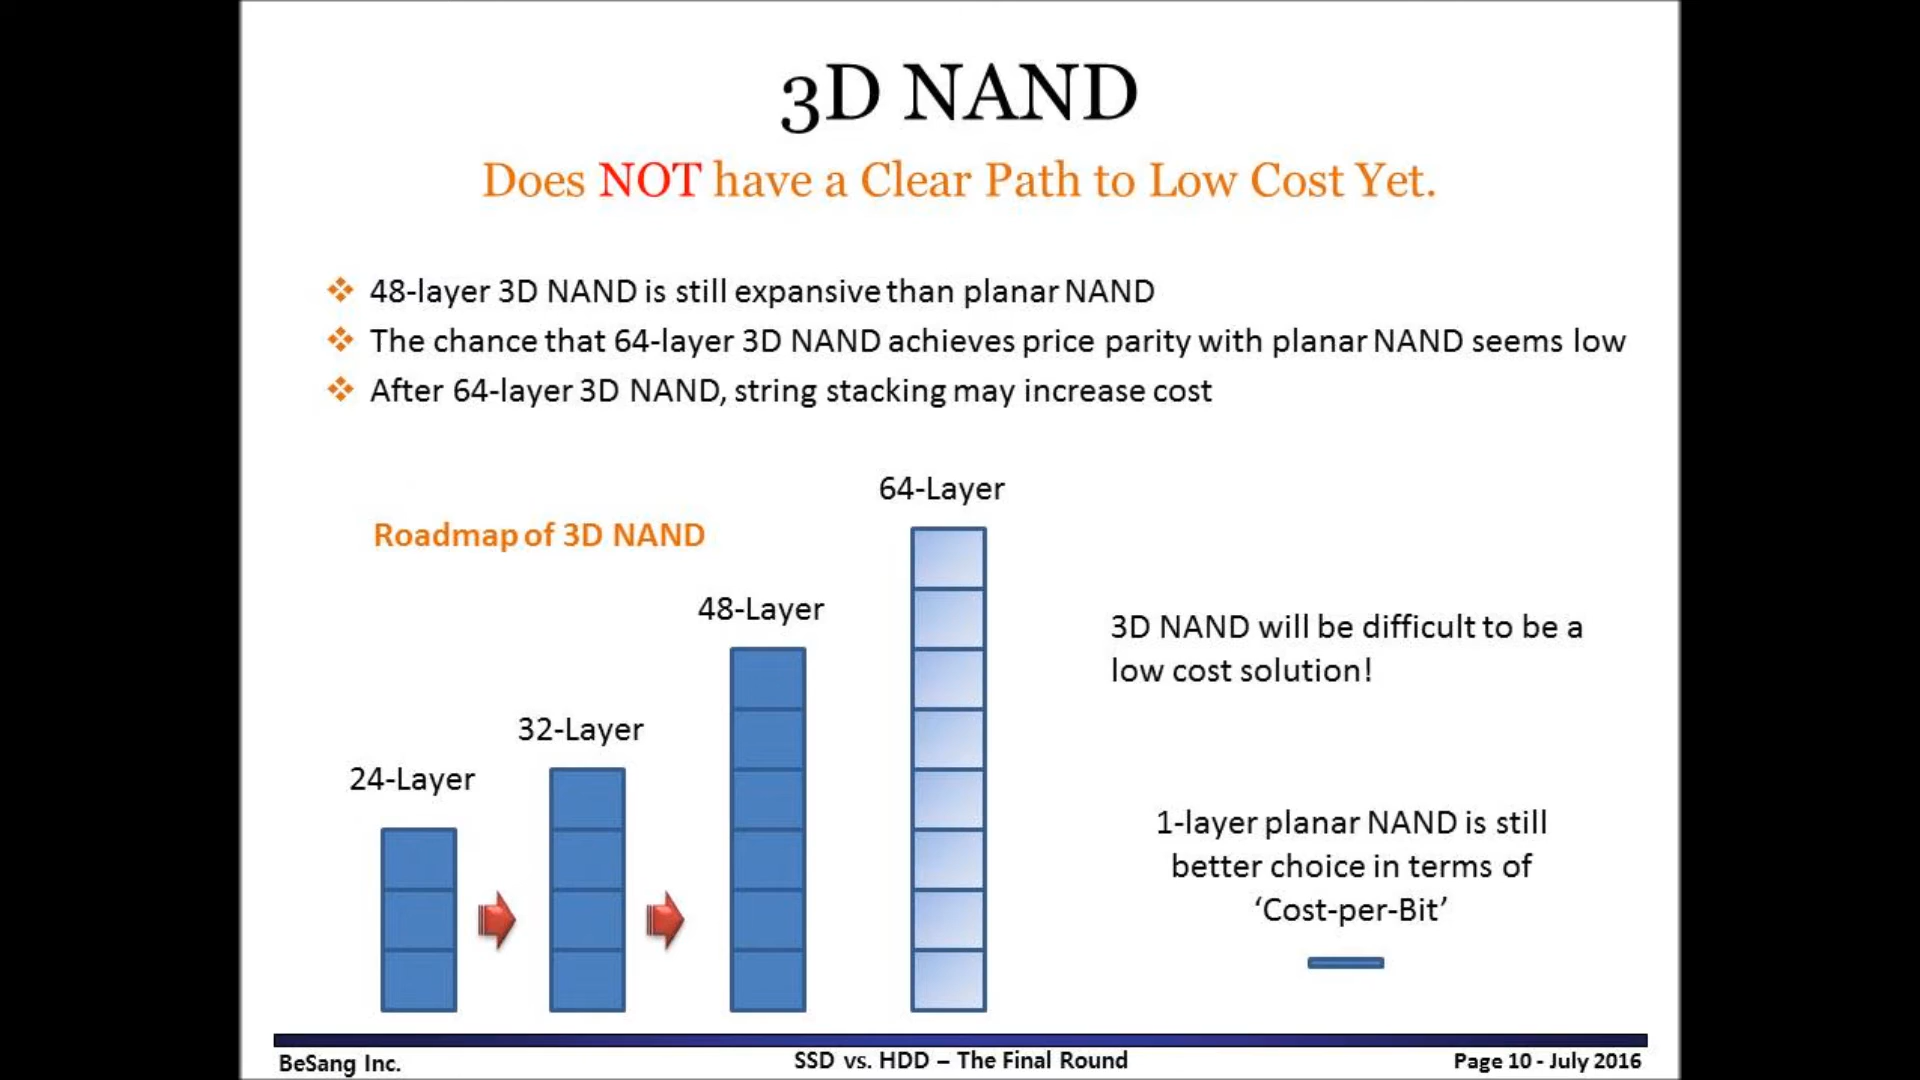 3D NAND
Does NOT have a Clear Path to Low Cost Yet.
48-layer 3D NAND is still expansive than planar NAND
The chance that 64-layer 3D NAND achieves price parity with planar NAND seems low
After 64-layer 3D NAND, string stacking may increase cost
64-Layer
Roadmap of 3D NAND
48-Layer
3D NAND will be difficult to be a
low cost solution!
32-Layer
24-Layer
1-layer planar NAND is still
better choice in terms of
‘Cost-per-Bit’
BeSang Inc.
SSD vs. HDD – The Final Round
Page 10 - July 2016